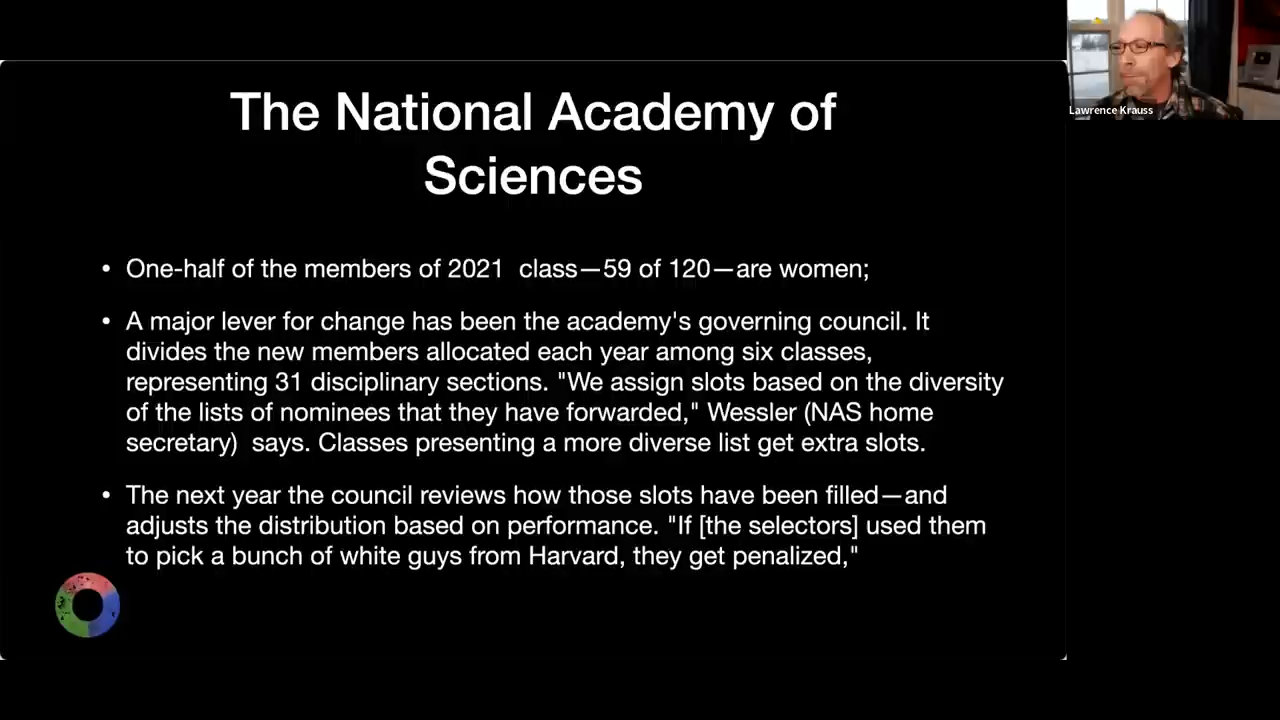 The National Academy of
Sciences
• One-half of the members of 2021  class—59 of 120—are women;
• A major lever for change has been the academy's governing council. It
divides the new members allocated each year among six classes,
representing 31 disciplinary sections. "We assign slots based on the diversity
of the lists of nominees that they have forwarded," Wessler (NAS home
secretary)  says. Classes presenting a more diverse list get extra slots.
• The next year the council reviews how those slots have been filled—and
adjusts the distribution based on performance. "If [the selectors] used them
to pick a bunch of white guys from Harvard, they get penalized,"
Lawrence Krauss